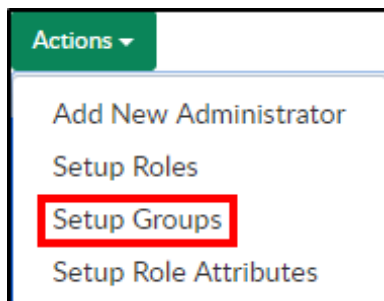 Actions
Add New Administrator
Setup Roles
Setup Groups
Setup Role Attributes